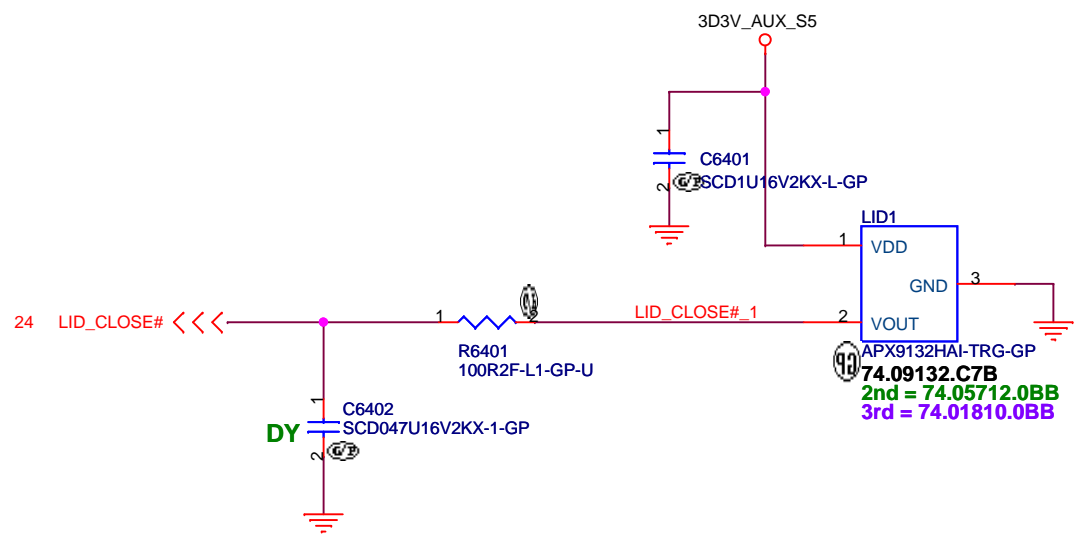 3D3V_AUX_S5
1
C6401
2
G/P
SCD1U16V2KX-L-GP
LID1
1
VDD
GND
3
24
LID_CLOSE#
1
2
LID_CLOSE#_1
2
VOUT
R6401
100R2F-L1-GP-U
GP
APX9132HAI-TRG-GP
74.09132.C7B
2nd = 74.05712.0BB
3rd = 74.01810.0BB
1
C6402
DY
SCD047U16V2KX-1-GP
2
G/P